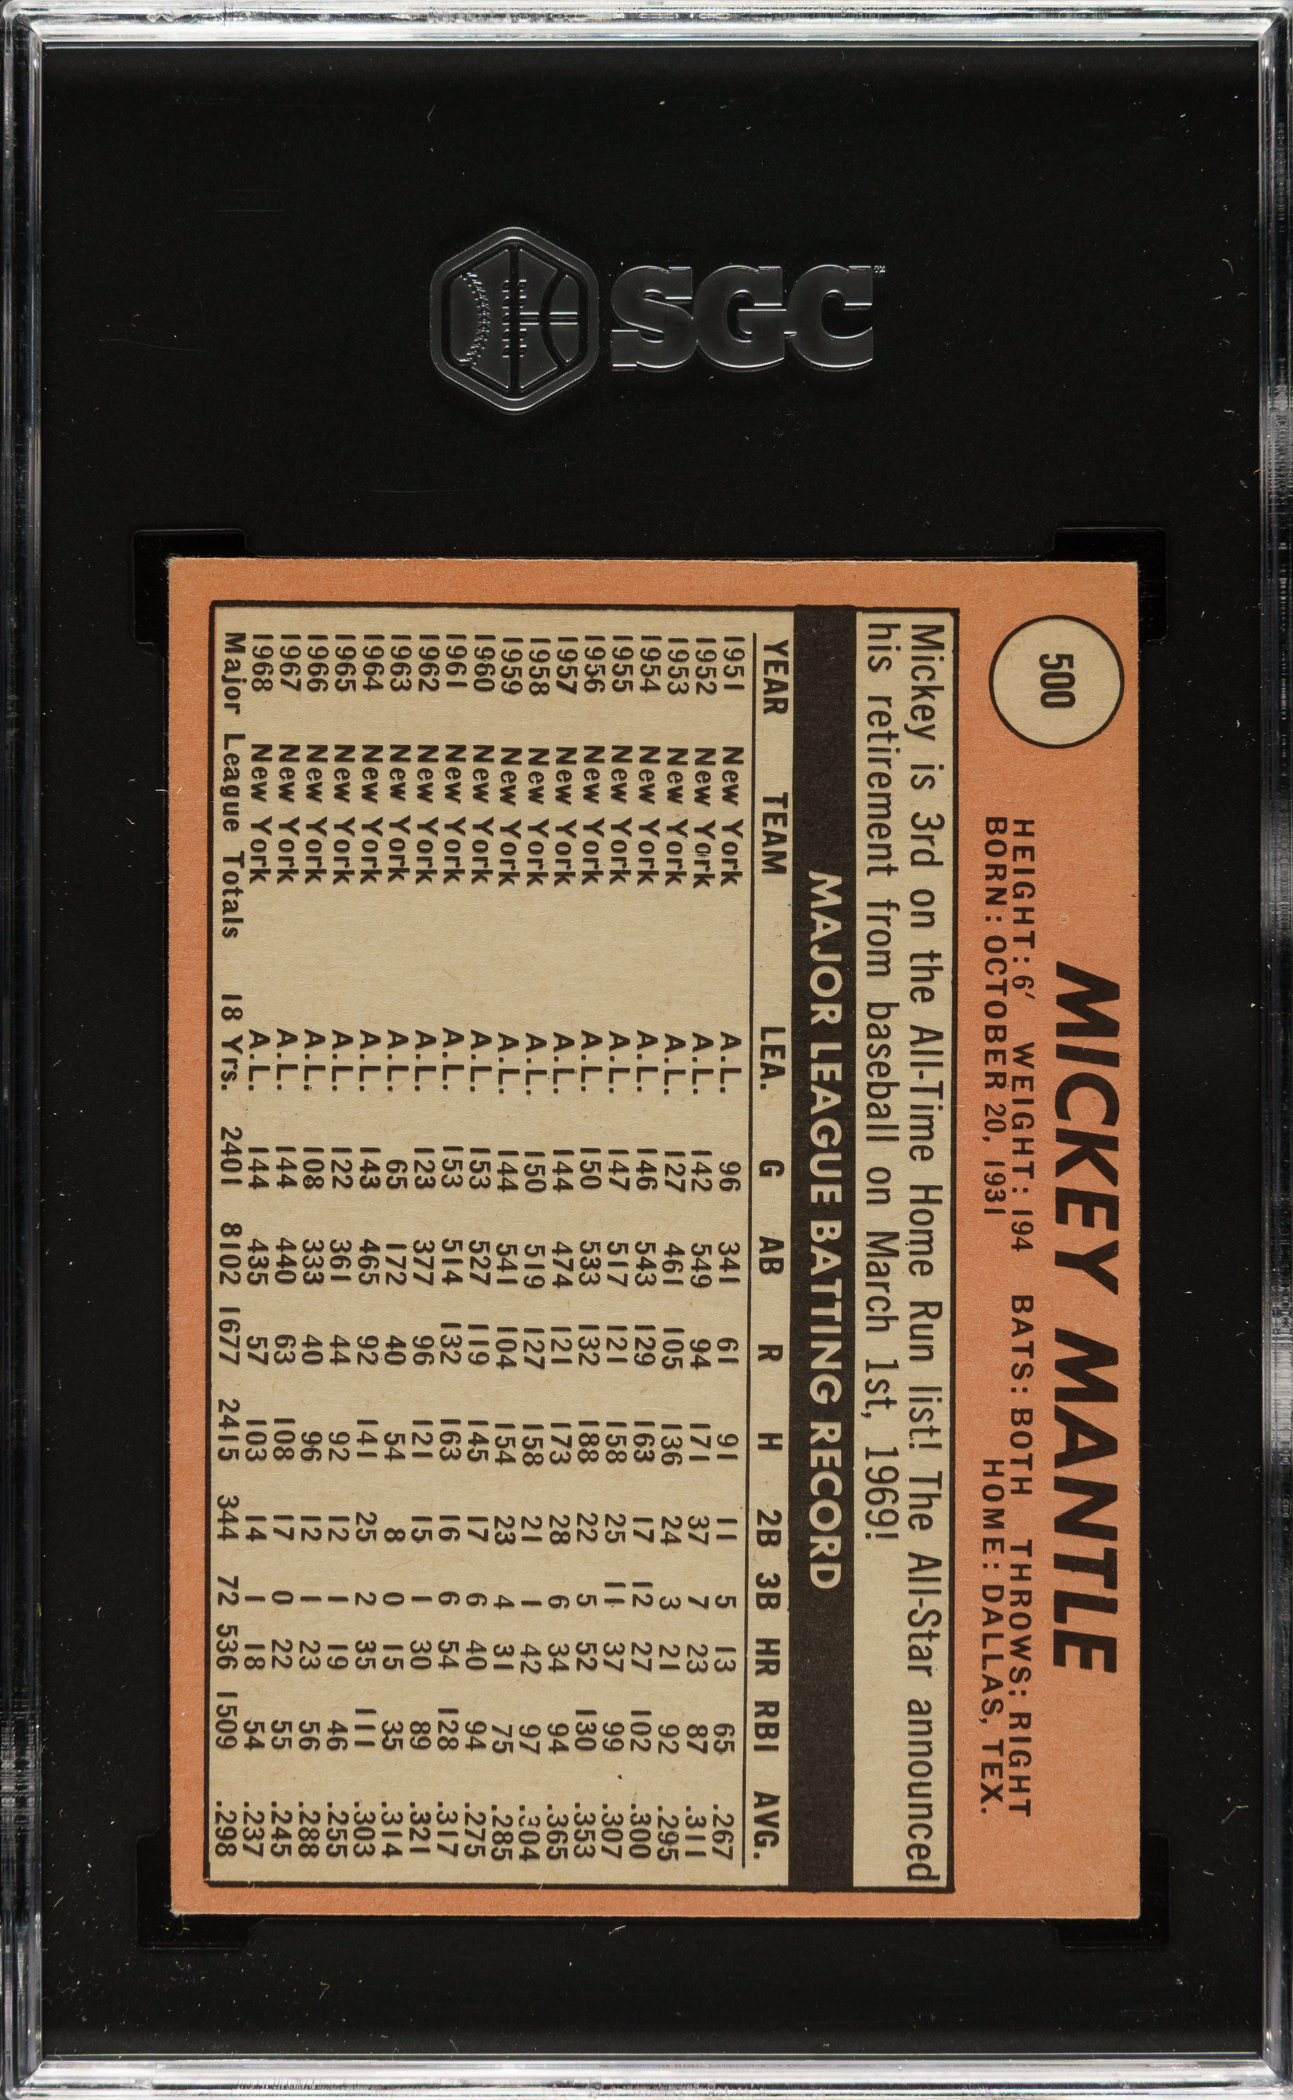 SGC
500
MICKEY MANTLE
HEIGHT: 6' WEIGHT: 194 BATS: BOTH THROWS: RIGHT
BORN: OCTOBER 20, 1931 HOME: DALLAS, TEX.
Mickey is 3rd on the All-Time Home Run list! The All-Star announced
his retirement from baseball on March 1st, 1969!
MAJOR LEAGUE BATTING RECORD
YEAR TEAM LEA. G AB R H 2B 3B HR RBI AVG.
1951 New York A.L. 96 341 61 91 11 5 13 65 .267
1952 New York A.L. 142 549 94 171 37 7 23 87 .311
1953 New York A.L. 127 461 105 136 24 3 21 92 .295
1954 New York A.L. 146 543 129 163 17 12 27 102 .300
1955 New York A.L. 147 517 121 158 25 11 37 99 .307
1956 New York A.L. 150 533 132 188 22 5 52 130 .353
1957 New York A.L. 144 474 121 173 28 6 34 94 .365
1958 New York A.L. 150 519 127 158 21 1 42 97 .304
1959 New York A.L. 144 541 104 154 23 4 31 75 .285
1960 New York A.L. 153 527 119 145 17 6 40 94 .275
1961 New York A.L. 153 514 132 163 16 6 54 128 .317
1962 New York A.L. 123 377 96 121 15 1 30 89 .321
1963 New York A.L. 65 172 40 54 8 0 15 35 .314
1964 New York A.L. 143 465 92 141 25 2 35 111 .303
1965 New York A.L. 122 361 44 92 12 1 19 46 .255
1966 New York A.L. 108 333 40 96 12 1 23 56 .288
1967 New York A.L. 144 440 63 108 17 0 22 55 .245
1968 New York A.L. 144 435 57 103 14 1 18 54 .237
Major League Totals 18 Yrs. 2401 8102 1677 2415 344 72 536 1509 .298